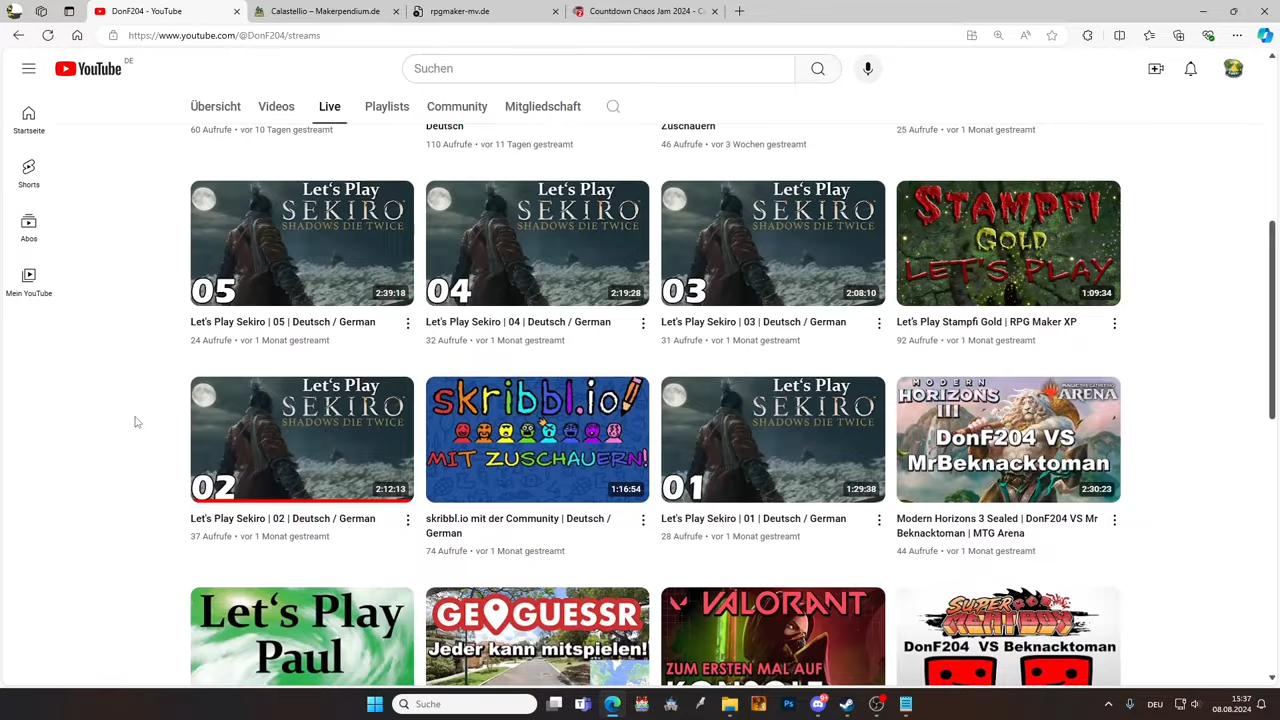 DonF204 - YouTube
Calastellio – Makerpendium.de
rpgmaker-mv.de
Countdown Chaos Jam 2024 - C
https://www.youtube.com/@DonF204/streams
YouTube DE
Suchen
Übersicht Videos Live Playlists Community Mitgliedschaft
Startseite
Shorts
Abos
Mein YouTube
60 Aufrufe • vor 10 Tagen gestreamt
Deutsch
110 Aufrufe • vor 11 Tagen gestreamt
Zuschauern
46 Aufrufe • vor 3 Wochen gestreamt
25 Aufrufe • vor 1 Monat gestreamt
Let's Play
SEKIRO
SHADOWS DIE TWICE
05
2:39:18
Let's Play Sekiro | 05 | Deutsch / German
24 Aufrufe • vor 1 Monat gestreamt
Let's Play
SEKIRO
SHADOWS DIE TWICE
04
2:19:28
Let's Play Sekiro | 04 | Deutsch / German
32 Aufrufe • vor 1 Monat gestreamt
Let's Play
SEKIRO
SHADOWS DIE TWICE
03
2:08:10
Let's Play Sekiro | 03 | Deutsch / German
31 Aufrufe • vor 1 Monat gestreamt
STAMPFI
GOLD
LET'S PLAY
1:09:34
Let's Play Stampfi Gold | RPG Maker XP
92 Aufrufe • vor 1 Monat gestreamt
Let's Play
SEKIRO
SHADOWS DIE TWICE
02
2:12:13
Let's Play Sekiro | 02 | Deutsch / German
37 Aufrufe • vor 1 Monat gestreamt
skribbl.io
MIT ZUSCHAUERN!
1:16:54
skribbl.io mit der Community | Deutsch /
German
74 Aufrufe • vor 1 Monat gestreamt
Let's Play
SEKIRO
SHADOWS DIE TWICE
01
1:29:38
Let's Play Sekiro | 01 | Deutsch / German
28 Aufrufe • vor 1 Monat gestreamt
MODERN
HORIZONS
III
MAGIC THE GATHERING
ARENA
DonF204 VS
MrBeknacktoman
2:30:23
Modern Horizons 3 Sealed | DonF204 VS Mr
Beknacktoman | MTG Arena
44 Aufrufe • vor 1 Monat gestreamt
Let's Play
Paul
GEOGUESSR
Jeder kann mitspielen!
VALORANT
ZUM ERSTEN MAL AUF
KONSOLE
SUPER
MEAT BOY
DonF204 VS Beknacktoman
Suche
DEU
15:37
08.08.2024